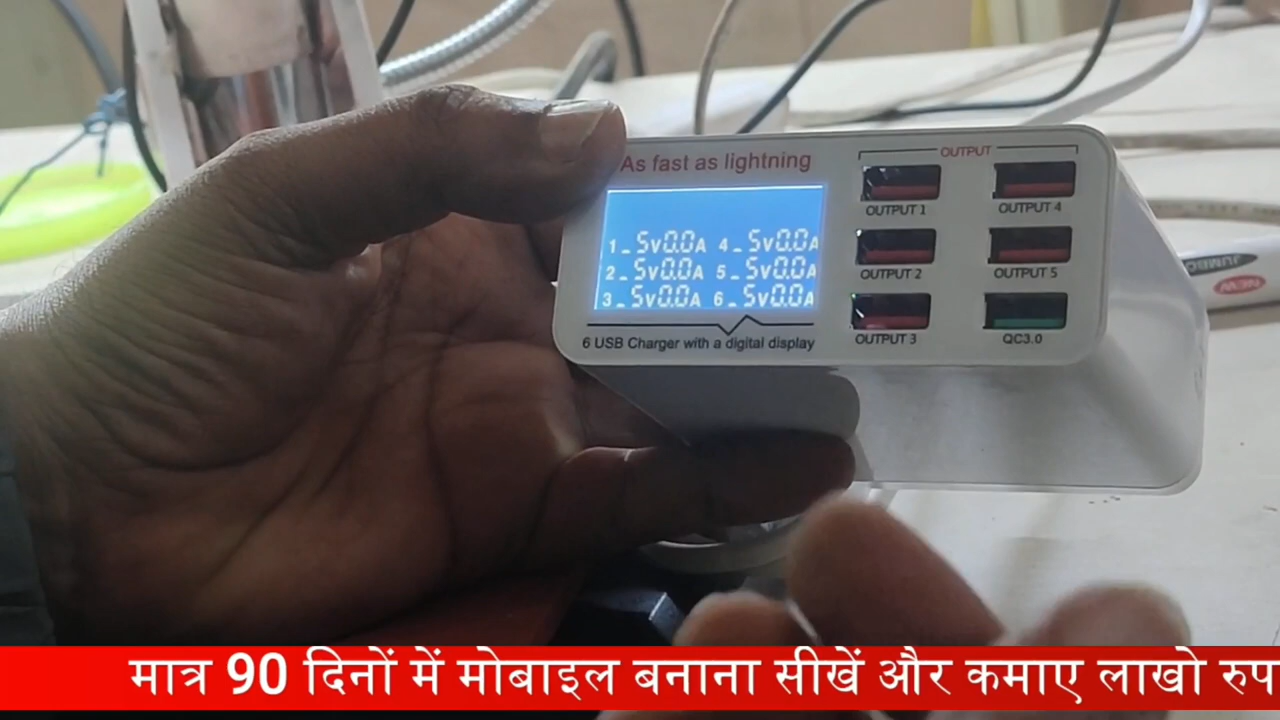 As fast as lightning
1_5v0.0A 4_5v0.0A
2_5v0.0A 5_5v0.0A
3_5v0.0A 6_5v0.0A
6 USB Charger with a digital display
OUTPUT
OUTPUT 1
OUTPUT 4
OUTPUT 2
OUTPUT 5
OUTPUT 3
QC3.0
JUMBO
NEW
मात्र 90 दिनों में मोबाइल बनाना सीखें और कमाए लाखो रुप